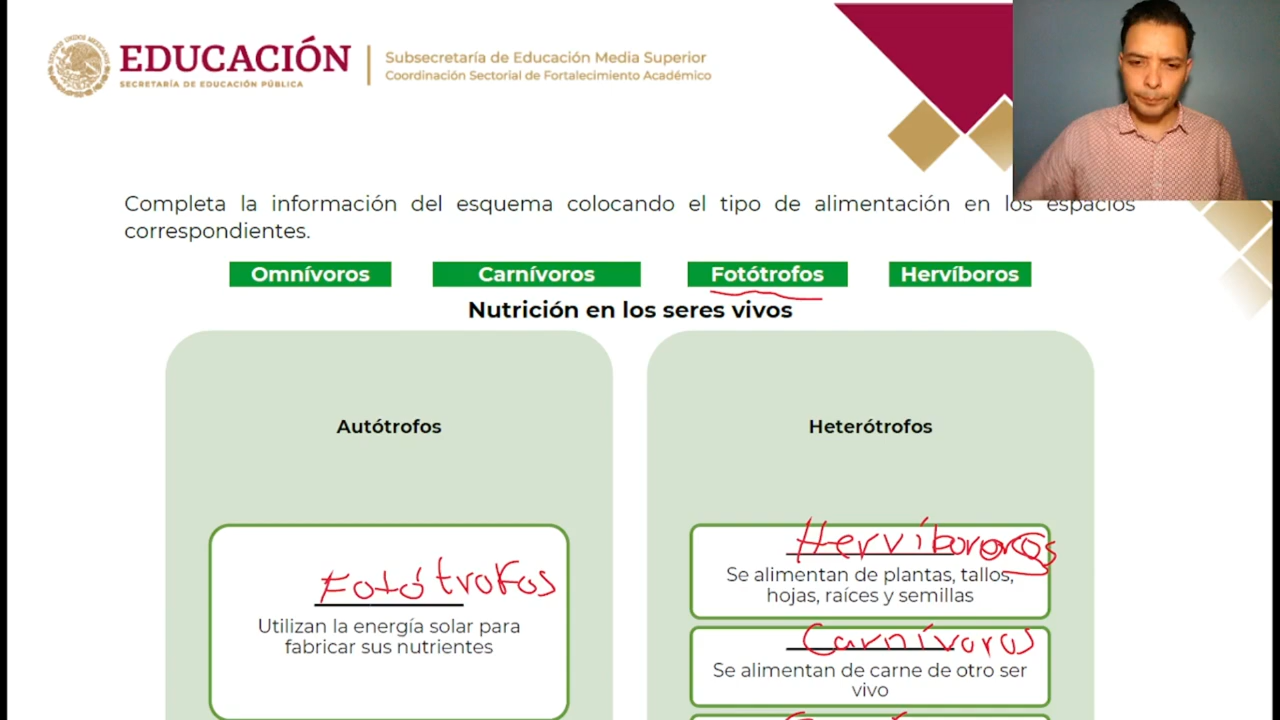 EDUCACIÓN
SECRETARÍA DE EDUCACIÓN PÚBLICA
Subsecretaría de Educación Media Superior
Coordinación Sectorial de Fortalecimiento Académico
Completa la información del esquema colocando el tipo de alimentación en los espacios
correspondientes.
Omnívoros Carnívoros Fotótrofos Hervíboros
Nutrición en los seres vivos
Autótrofos
Fotótrofos
Utilizan la energía solar para
fabricar sus nutrientes
Heterótrofos
Hervíbororos
Se alimentan de plantas, tallos,
hojas, raíces y semillas
Carnívoros
Se alimentan de carne de otro ser
vivo